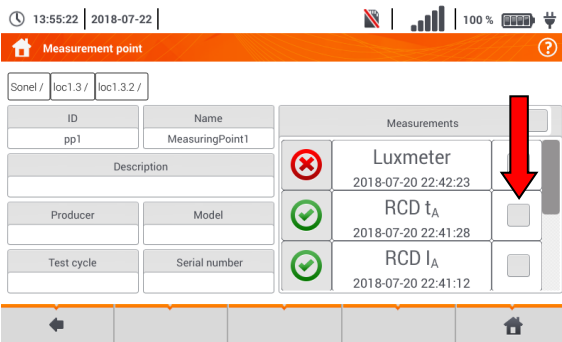 13:55:22 2018-07-22 100 %
Measurement point ?
Sonel / loc1.3 / loc1.3.2 /
ID Name
pp1 MeasuringPoint1
Description
Producer Model
Test cycle Serial number
Measurements
Luxmeter
2018-07-20 22:42:23
RCD tA
2018-07-20 22:41:28
RCD IA
2018-07-20 22:41:12